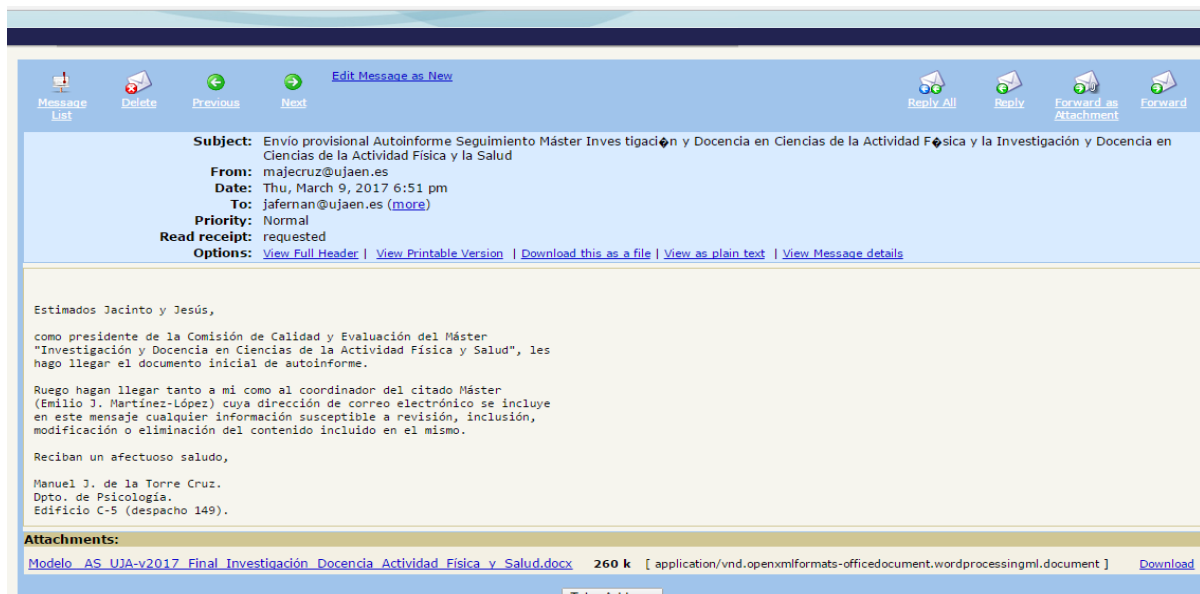 Edit Message as New
Message List
Delete
Previous
Next
Reply All
Reply
Forward as Attachment
Forward
Subject: Envío provisional Autoinforme Seguimiento Máster Inves tigaci�n y Docencia en Ciencias de la Actividad F�sica y la Investigación y Docencia en
Ciencias de la Actividad Física y la Salud
From: majecruz@ujaen.es
Date: Thu, March 9, 2017 6:51 pm
To: jafernan@ujaen.es (more)
Priority: Normal
Read receipt: requested
Options: View Full Header | View Printable Version | Download this as a file | View as plain text | View Message details
Estimados Jacinto y Jesús,
como presidente de la Comisión de Calidad y Evaluación del Máster
"Investigación y Docencia en Ciencias de la Actividad Física y Salud", les
hago llegar el documento inicial de autoinforme.
Ruego hagan llegar tanto a mi como al coordinador del citado Máster
(Emilio J. Martínez-López) cuya dirección de correo electrónico se incluye
en este mensaje cualquier información susceptible a revisión, inclusión,
modificación o eliminación del contenido incluido en el mismo.
Reciban un afectuoso saludo,
Manuel J. de la Torre Cruz.
Dpto. de Psicología.
Edificio C-5 (despacho 149).
Attachments:
Modelo_AS_UJA-v2017_Final_Investigación_Docencia_Actividad_Física_y_Salud.docx 260 k [ application/vnd.openxmlformats-officedocument.wordprocessingml.document ] Download